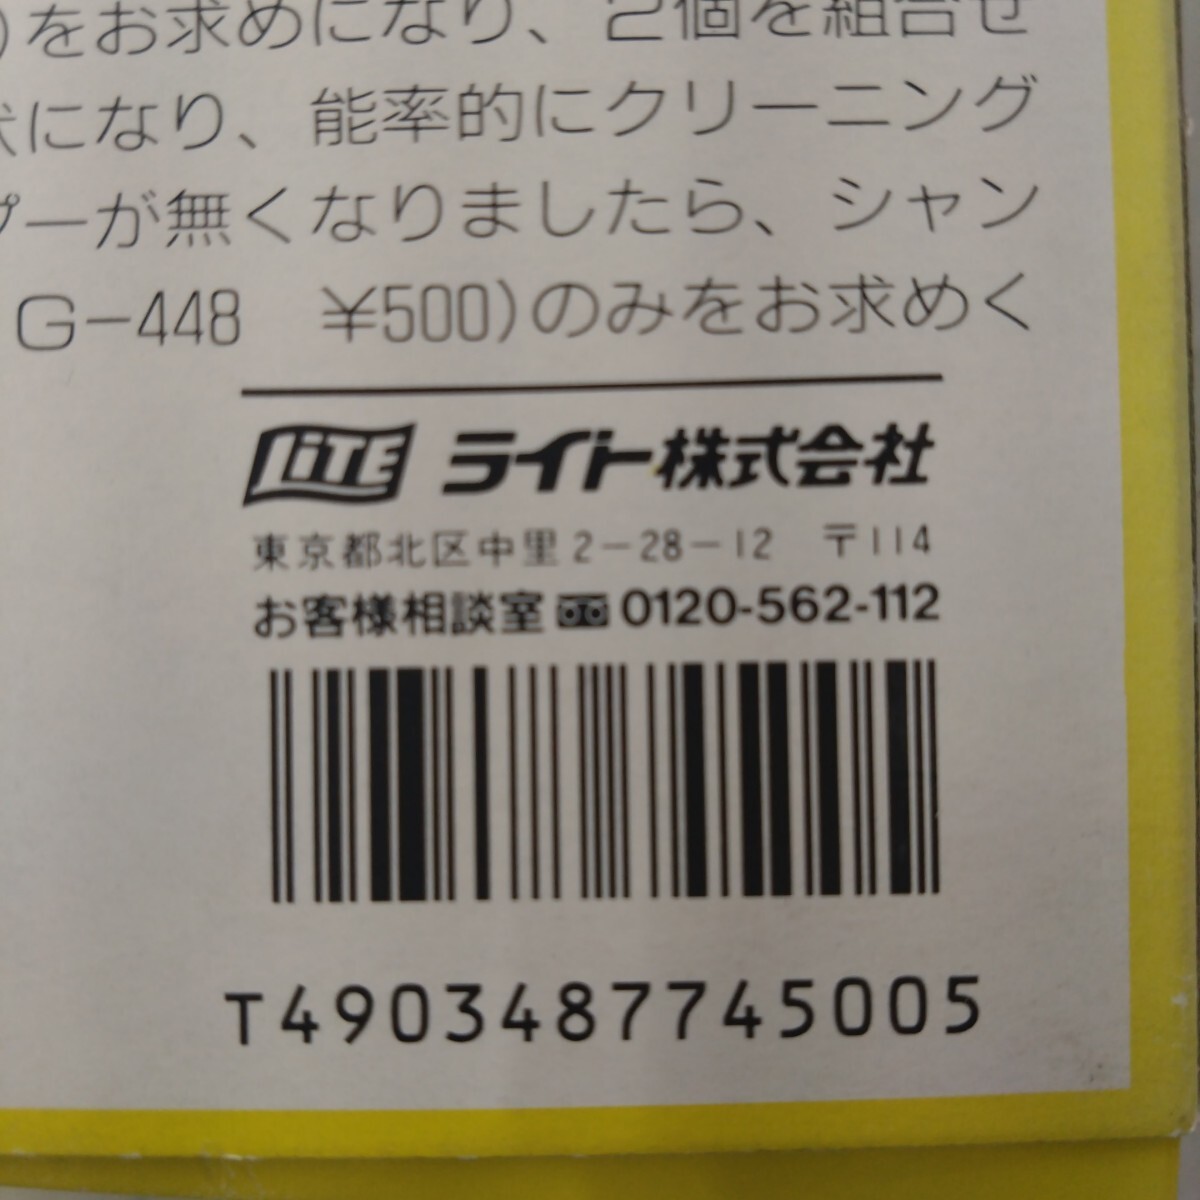 )をお求めになり、2個を組合せ
状になり、能率的にクリーニング
プーが無くなりましたら、シャン
G-448　¥500)のみをお求めく
LiTE ライト株式会社
東京都北区中里2-28-12　〒114
お客様相談室 0120-562-112
T4903487745005